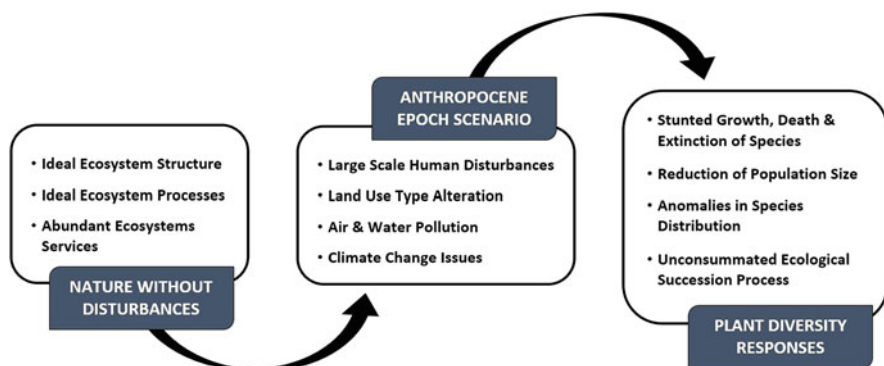 • Ideal Ecosystem Structure
• Ideal Ecosystem Processes
• Abundant Ecosystems
Services
NATURE WITHOUT
DISTURBANCES
ANTHROPOCENE
EPOCH SCENARIO
• Large Scale Human Disturbances
• Land Use Type Alteration
• Air & Water Pollution
• Climate Change Issues
• Stunted Growth, Death &
Extinction of Species
• Reduction of Population Size
• Anomalies in Species
Distribution
• Unconsummated Ecological
Succession Process
PLANT DIVERSITY
RESPONSES